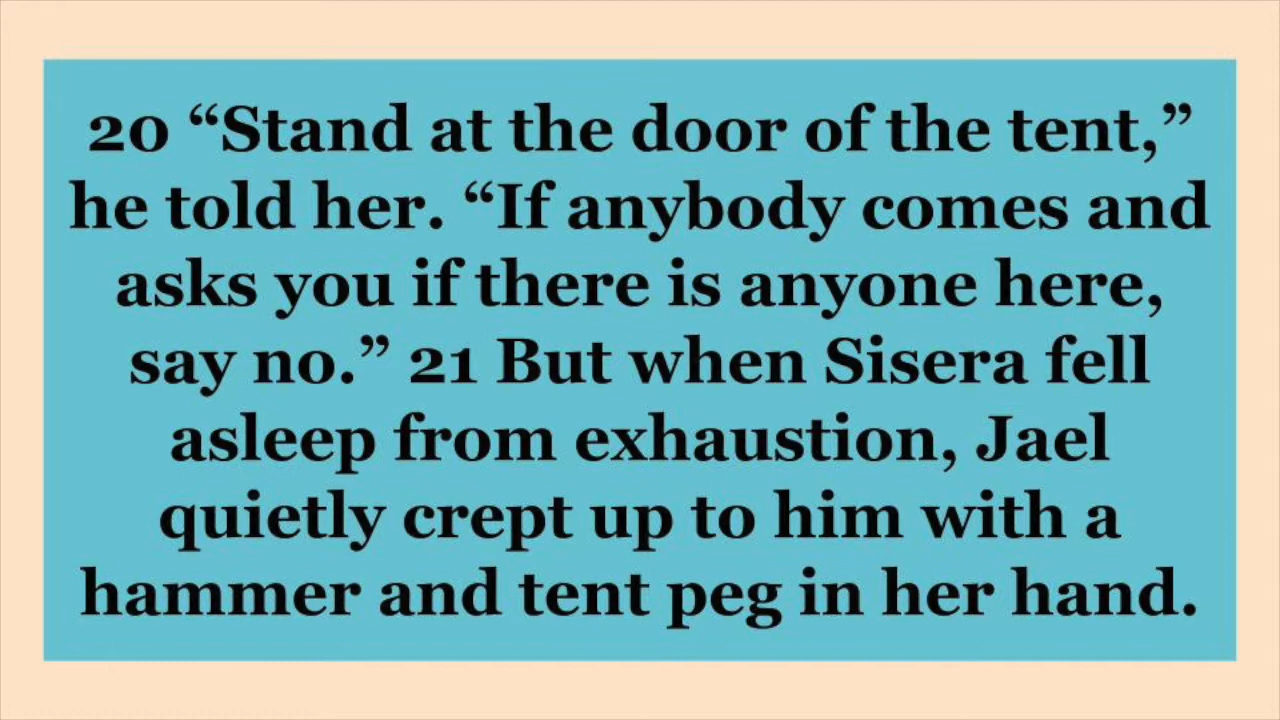 20 “Stand at the door of the tent,”
he told her. “If anybody comes and
asks you if there is anyone here,
say no.” 21 But when Sisera fell
asleep from exhaustion, Jael
quietly crept up to him with a
hammer and tent peg in her hand.